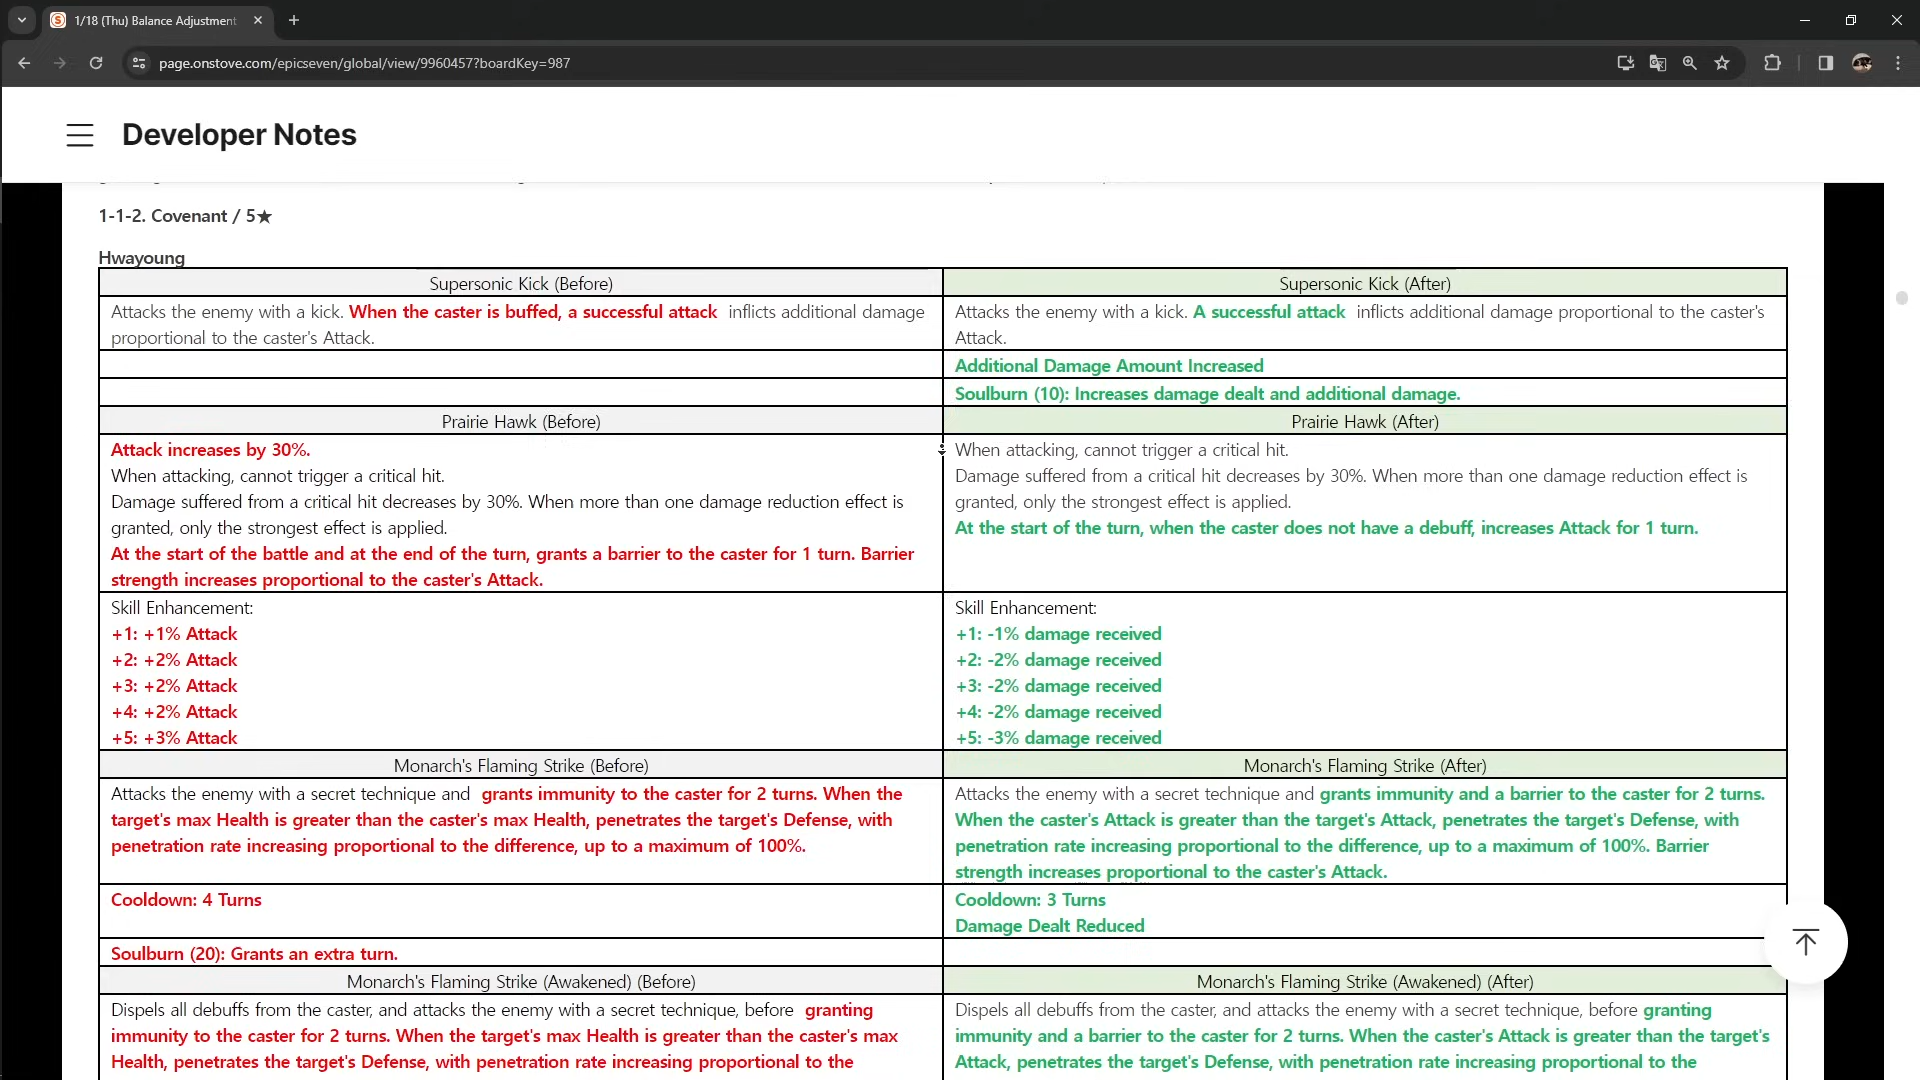 1/18 (Thu) Balance Adjustment
page.onstove.com/epicseven/global/view/9960457?boardKey=987
Developer Notes
1-1-2. Covenant / 5★
Hwayoung
Supersonic Kick (Before)
Supersonic Kick (After)
Attacks the enemy with a kick. When the caster is buffed, a successful attack inflicts additional damage
proportional to the caster's Attack.
Attacks the enemy with a kick. A successful attack inflicts additional damage proportional to the caster's
Attack.
Additional Damage Amount Increased
Soulburn (10): Increases damage dealt and additional damage.
Prairie Hawk (Before)
Prairie Hawk (After)
Attack increases by 30%.
When attacking, cannot trigger a critical hit.
Damage suffered from a critical hit decreases by 30%. When more than one damage reduction effect is
granted, only the strongest effect is applied.
At the start of the battle and at the end of the turn, grants a barrier to the caster for 1 turn. Barrier
strength increases proportional to the caster's Attack.
When attacking, cannot trigger a critical hit.
Damage suffered from a critical hit decreases by 30%. When more than one damage reduction effect is
granted, only the strongest effect is applied.
At the start of the turn, when the caster does not have a debuff, increases Attack for 1 turn.
Skill Enhancement:
+1: +1% Attack
+2: +2% Attack
+3: +2% Attack
+4: +2% Attack
+5: +3% Attack
Skill Enhancement:
+1: -1% damage received
+2: -2% damage received
+3: -2% damage received
+4: -2% damage received
+5: -3% damage received
Monarch's Flaming Strike (Before)
Monarch's Flaming Strike (After)
Attacks the enemy with a secret technique and grants immunity to the caster for 2 turns. When the
target's max Health is greater than the caster's max Health, penetrates the target's Defense, with
penetration rate increasing proportional to the difference, up to a maximum of 100%.
Attacks the enemy with a secret technique and grants immunity and a barrier to the caster for 2 turns.
When the caster's Attack is greater than the target's Attack, penetrates the target's Defense, with
penetration rate increasing proportional to the difference, up to a maximum of 100%. Barrier
strength increases proportional to the caster's Attack.
Cooldown: 4 Turns
Cooldown: 3 Turns
Damage Dealt Reduced
Soulburn (20): Grants an extra turn.
Monarch's Flaming Strike (Awakened) (Before)
Monarch's Flaming Strike (Awakened) (After)
Dispels all debuffs from the caster, and attacks the enemy with a secret technique, before granting
immunity to the caster for 2 turns. When the target's max Health is greater than the caster's max
Health, penetrates the target's Defense, with penetration rate increasing proportional to the
Dispels all debuffs from the caster, and attacks the enemy with a secret technique, before granting
immunity and a barrier to the caster for 2 turns. When the caster's Attack is greater than the target's
Attack, penetrates the target's Defense, with penetration rate increasing proportional to the